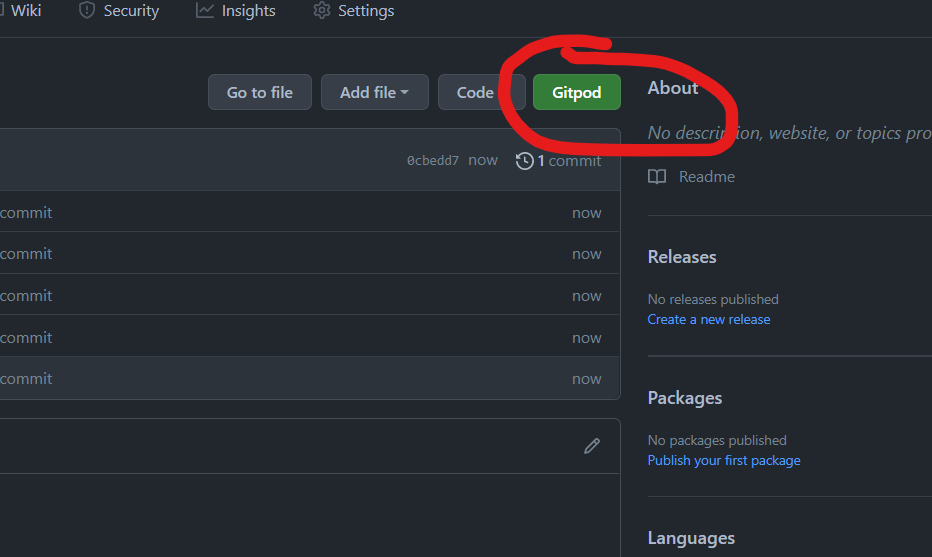 Wiki Security Insights Settings
Go to file Add file Code Gitpod
About
No description, website, or topics pro
0cbedd7 now 1 commit
Readme
commit now
commit now
commit now
commit now
commit now
Releases
No releases published
Create a new release
Packages
No packages published
Publish your first package
Languages